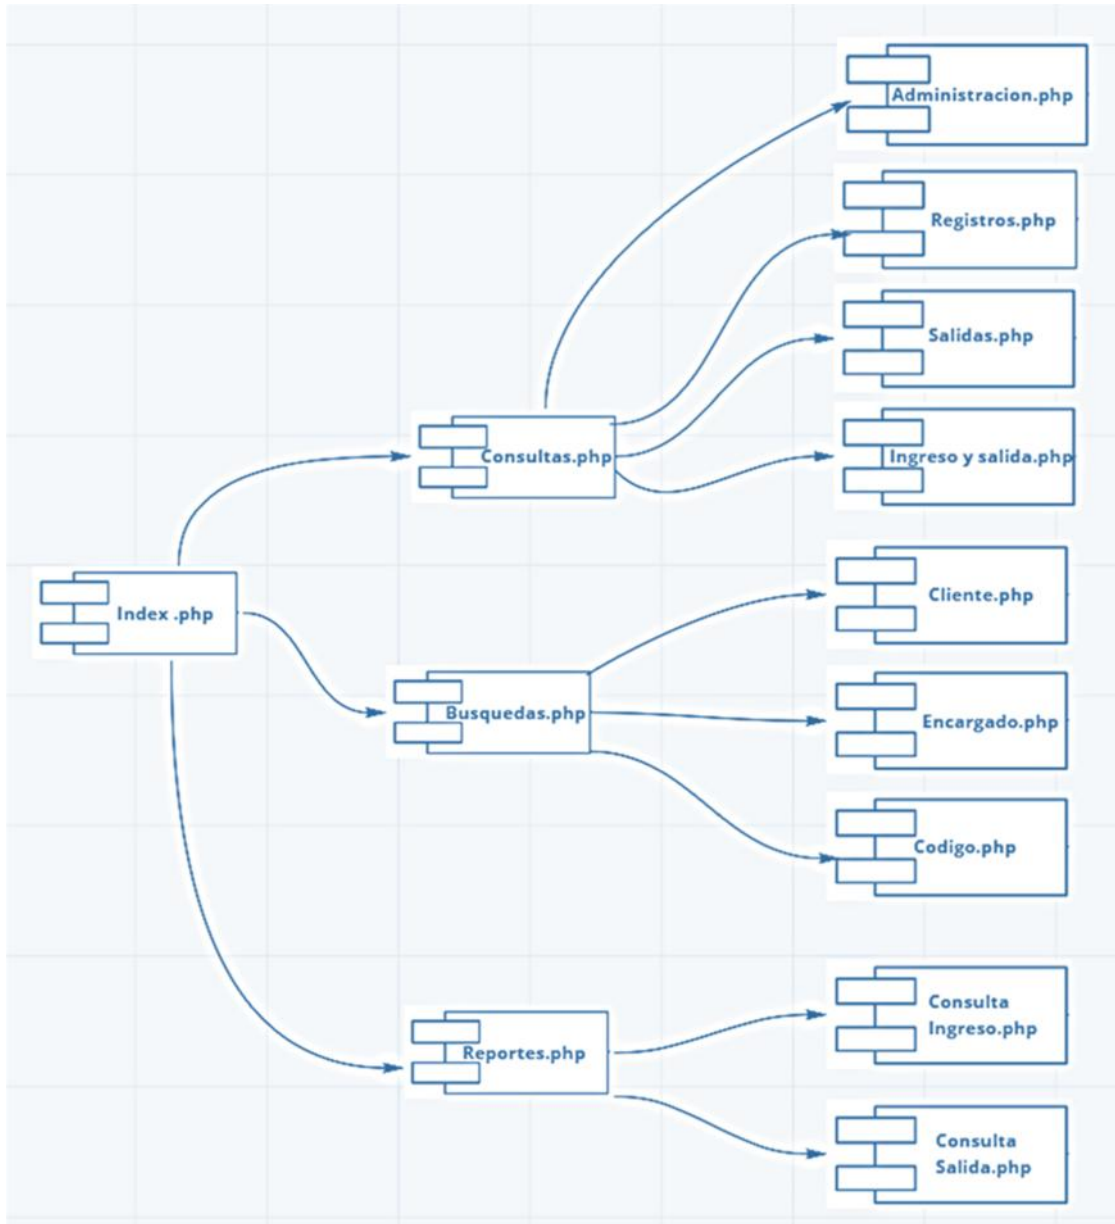 Administracion.php
Registros.php
Salidas.php
Ingreso y salida.php
Consultas.php
Index .php
Cliente.php
Encargado.php
Busquedas.php
Codigo.php
Consulta
Ingreso.php
Reportes.php
Consulta
Salida.php